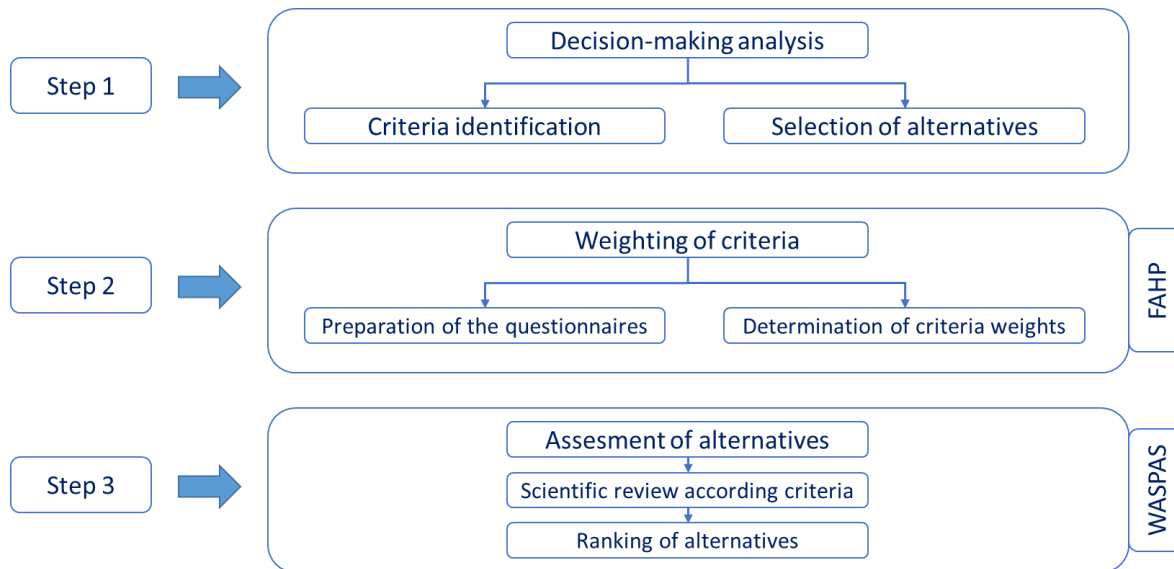 Step 1
Decision-making analysis
Criteria identification
Selection of alternatives
Step 2
Weighting of criteria
Preparation of the questionnaires
Determination of criteria weights
FAHP
Step 3
Assesment of alternatives
Scientific review according criteria
Ranking of alternatives
WASPAS